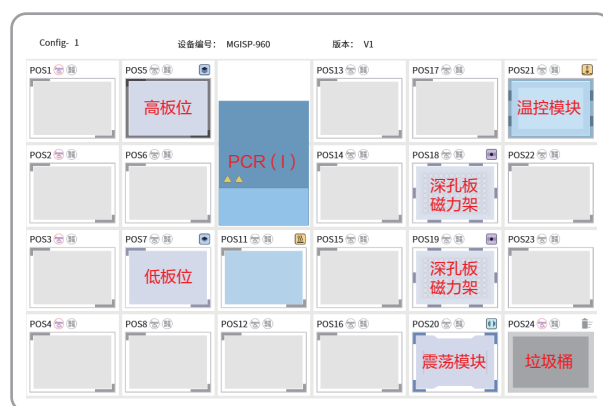 Config- 1 设备编号： MGISP-960 版本： V1
POS1 POS5 POS13 POS17 POS21
高板位
温控模块
POS2 POS6 PCR(I) POS14 POS18 POS22
深孔板
磁力架
POS3 POS7 POS11 POS15 POS19 POS23
低板位
深孔板
磁力架
POS4 POS8 POS12 POS16 POS20 POS24
震荡模块
垃圾桶